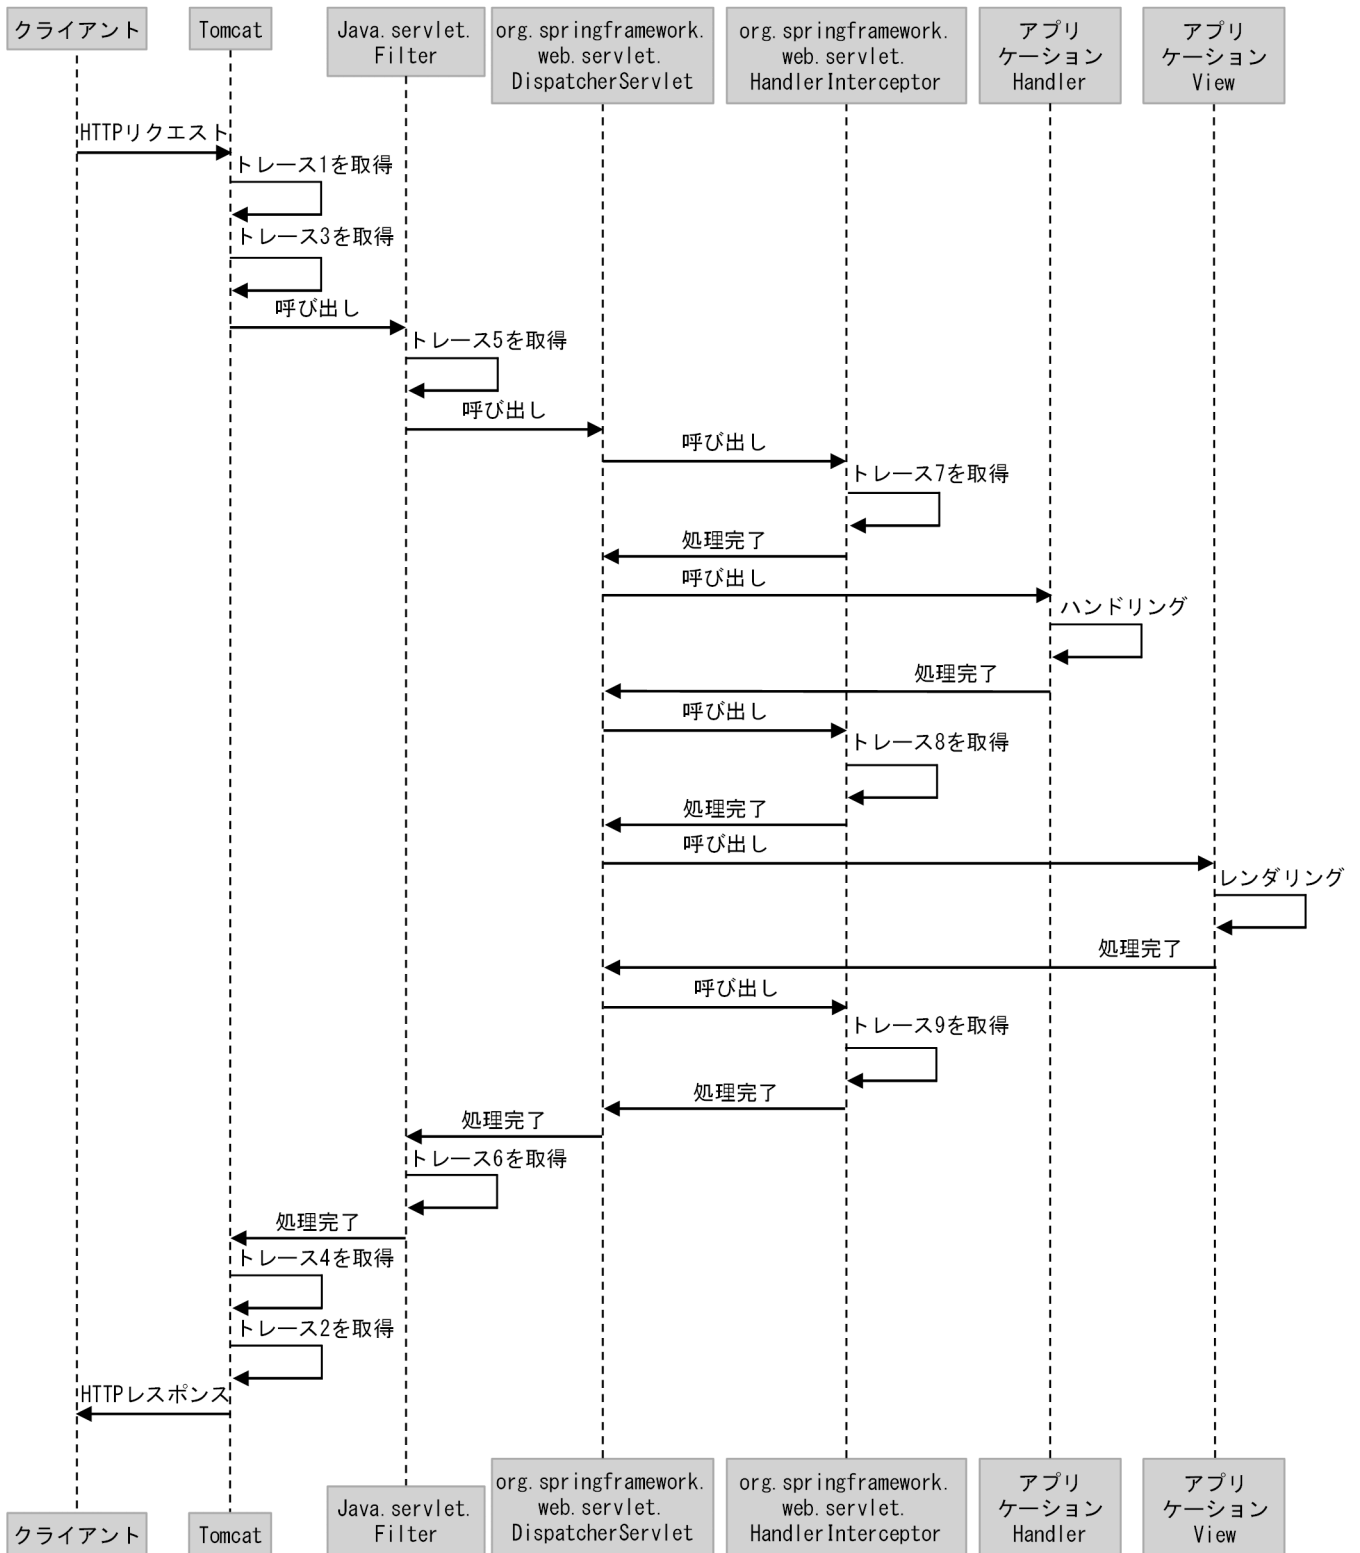 クライアント
Tomcat
Java.servlet.
Filter
org.springframework.
web.servlet.
DispatcherServlet
org.springframework.
web.servlet.
HandlerInterceptor
アプリ
ケーション
Handler
アプリ
ケーション
View
HTTPリクエスト
トレース1を取得
トレース3を取得
呼び出し
トレース5を取得
呼び出し
呼び出し
トレース7を取得
処理完了
呼び出し
ハンドリング
処理完了
呼び出し
トレース8を取得
処理完了
呼び出し
レンダリング
処理完了
呼び出し
トレース9を取得
処理完了
処理完了
トレース6を取得
処理完了
トレース4を取得
トレース2を取得
HTTPレスポンス
クライアント
Tomcat
Java.servlet.
Filter
org.springframework.
web.servlet.
DispatcherServlet
org.springframework.
web.servlet.
HandlerInterceptor
アプリ
ケーション
Handler
アプリ
ケーション
View